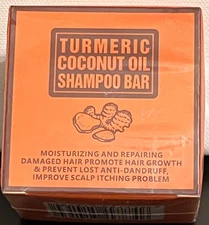 TURMERIC
COCONUT OIL
SHAMPOO BAR
MOISTURIZING AND REPAIRING
DAMAGED HAIR PROMOTE HAIR GROWTH
& PREVENT LOST ANTI-DANDRUFF,
IMPROVE SCALP ITCHING PROBLEM